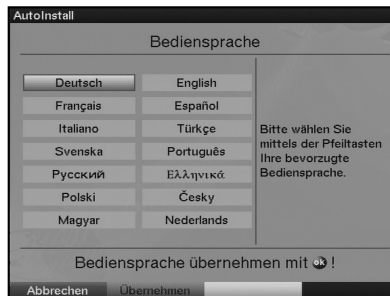 AutoInstall
Bediensprache
Deutsch English
Français Español
Italiano Türkçe
Svenska Português
Русский Ελληνικά
Polski Česky
Magyar Nederlands
Bitte wählen Sie
mittels der Pfeiltasten
Ihre bevorzugte
Bediensprache.
Bediensprache übernehmen mit ok !
Abbrechen Übernehmen